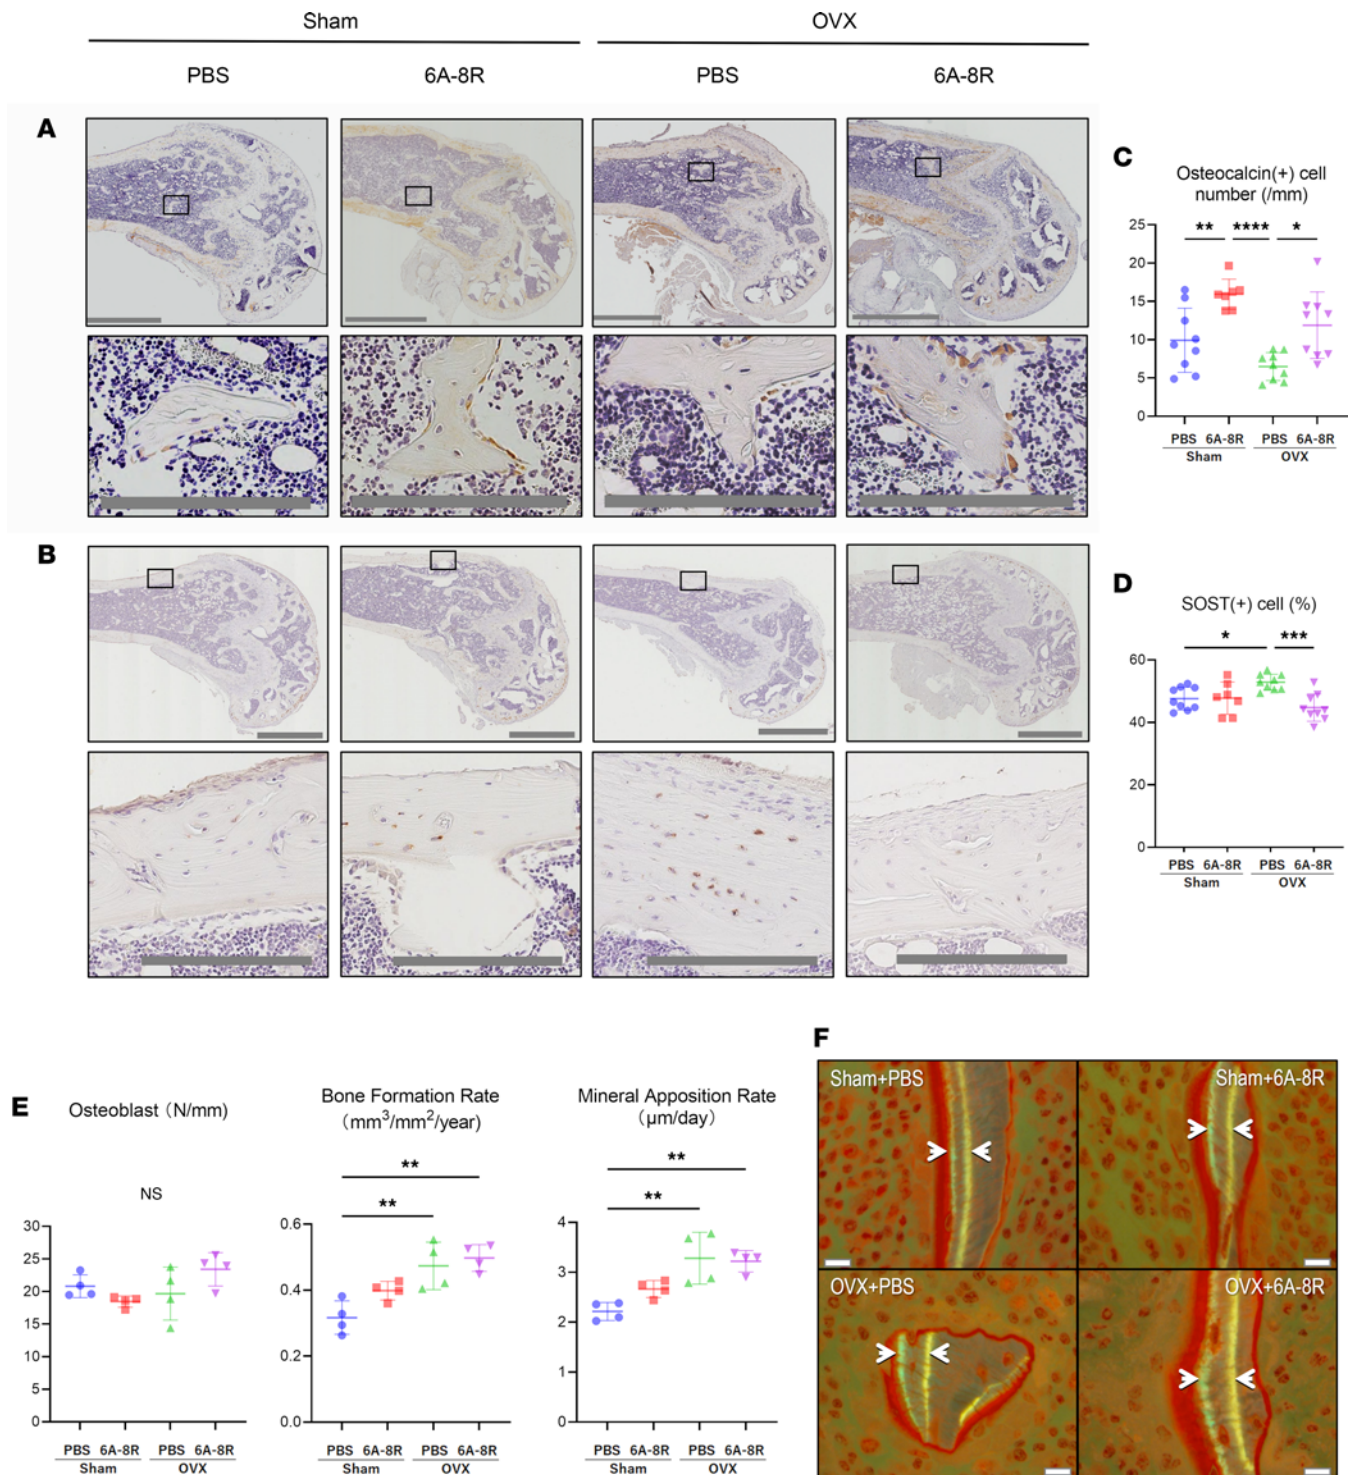 Sham
OVX
PBS
6A-8R
PBS
6A-8R
A
B
C
Osteocalcin(+) cell
number (/mm)
** **** *
25
20
15
10
5
0
PBS 6A-8R PBS 6A-8R
Sham OVX
D
SOST(+) cell (%)
* ***
60
40
20
0
PBS 6A-8R PBS 6A-8R
Sham OVX
E
Osteoblast (N/mm)
NS
30
25
20
15
10
5
0
PBS 6A-8R PBS 6A-8R
Sham OVX
Bone Formation Rate
(mm³/mm²/year)
**
**
0.6
0.4
0.2
0.0
PBS 6A-8R PBS 6A-8R
Sham OVX
Mineral Apposition Rate
(μm/day)
**
**
4
3
2
1
0
PBS 6A-8R PBS 6A-8R
Sham OVX
F
Sham+PBS
Sham+6A-8R
OVX+PBS
OVX+6A-8R